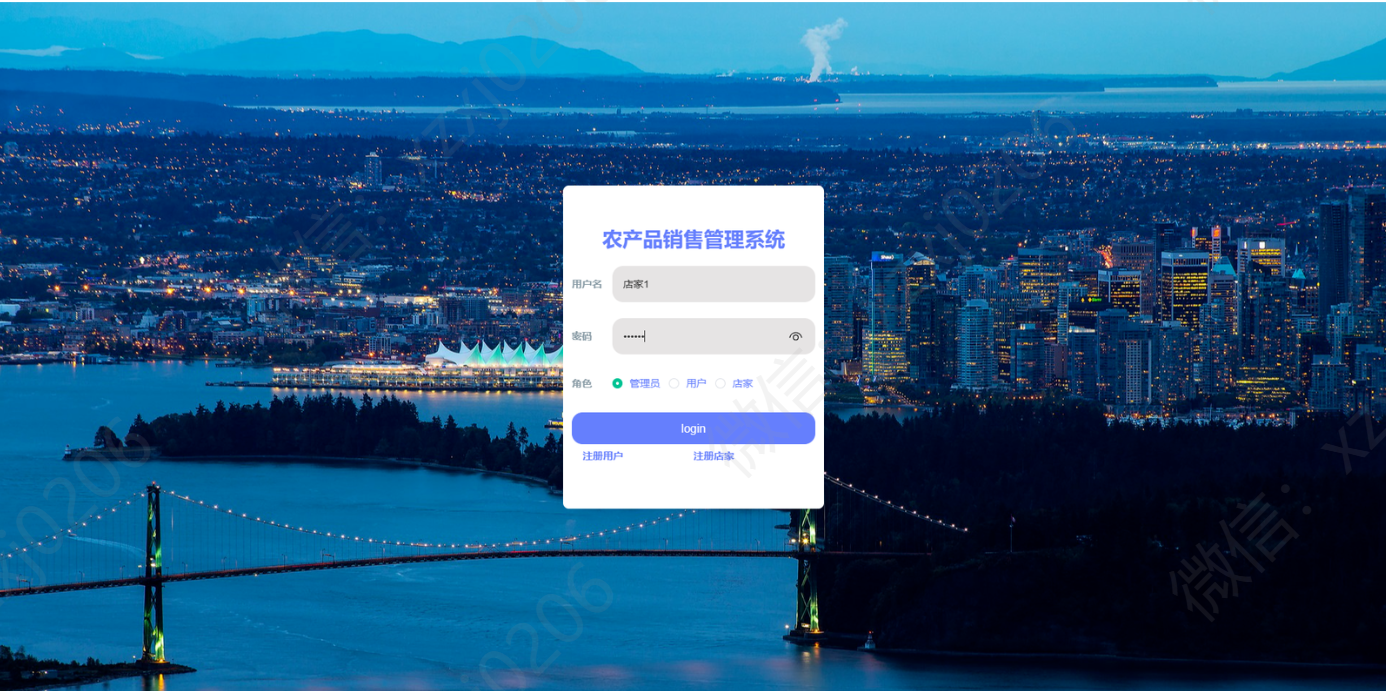 农产品销售管理系统
用户名 店家1
密码 ••••••
角色 管理员 用户 店家
login
注册用户 注册店家
微信: xzxj0206